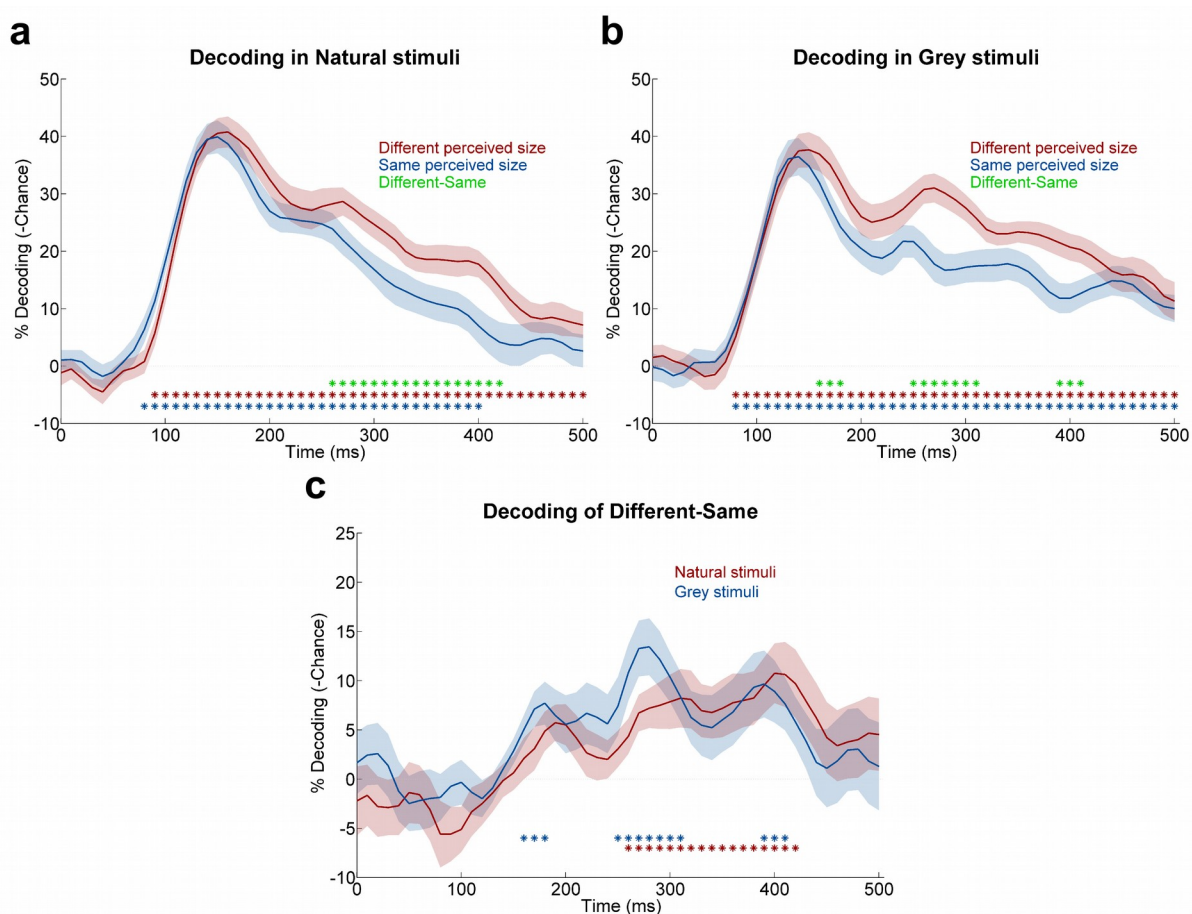 a
Decoding in Natural stimuli
50
40
30
20
10
0
-10
% Decoding (-Chance)
Different perceived size
Same perceived size
Different-Same
0
100
200
300
400
500
Time (ms)
b
Decoding in Grey stimuli
50
40
30
20
10
0
-10
% Decoding (-Chance)
Different perceived size
Same perceived size
Different-Same
0
100
200
300
400
500
Time (ms)
c
Decoding of Different-Same
25
20
15
10
5
0
-5
-10
% Decoding (-Chance)
Natural stimuli
Grey stimuli
0
100
200
300
400
500
Time (ms)